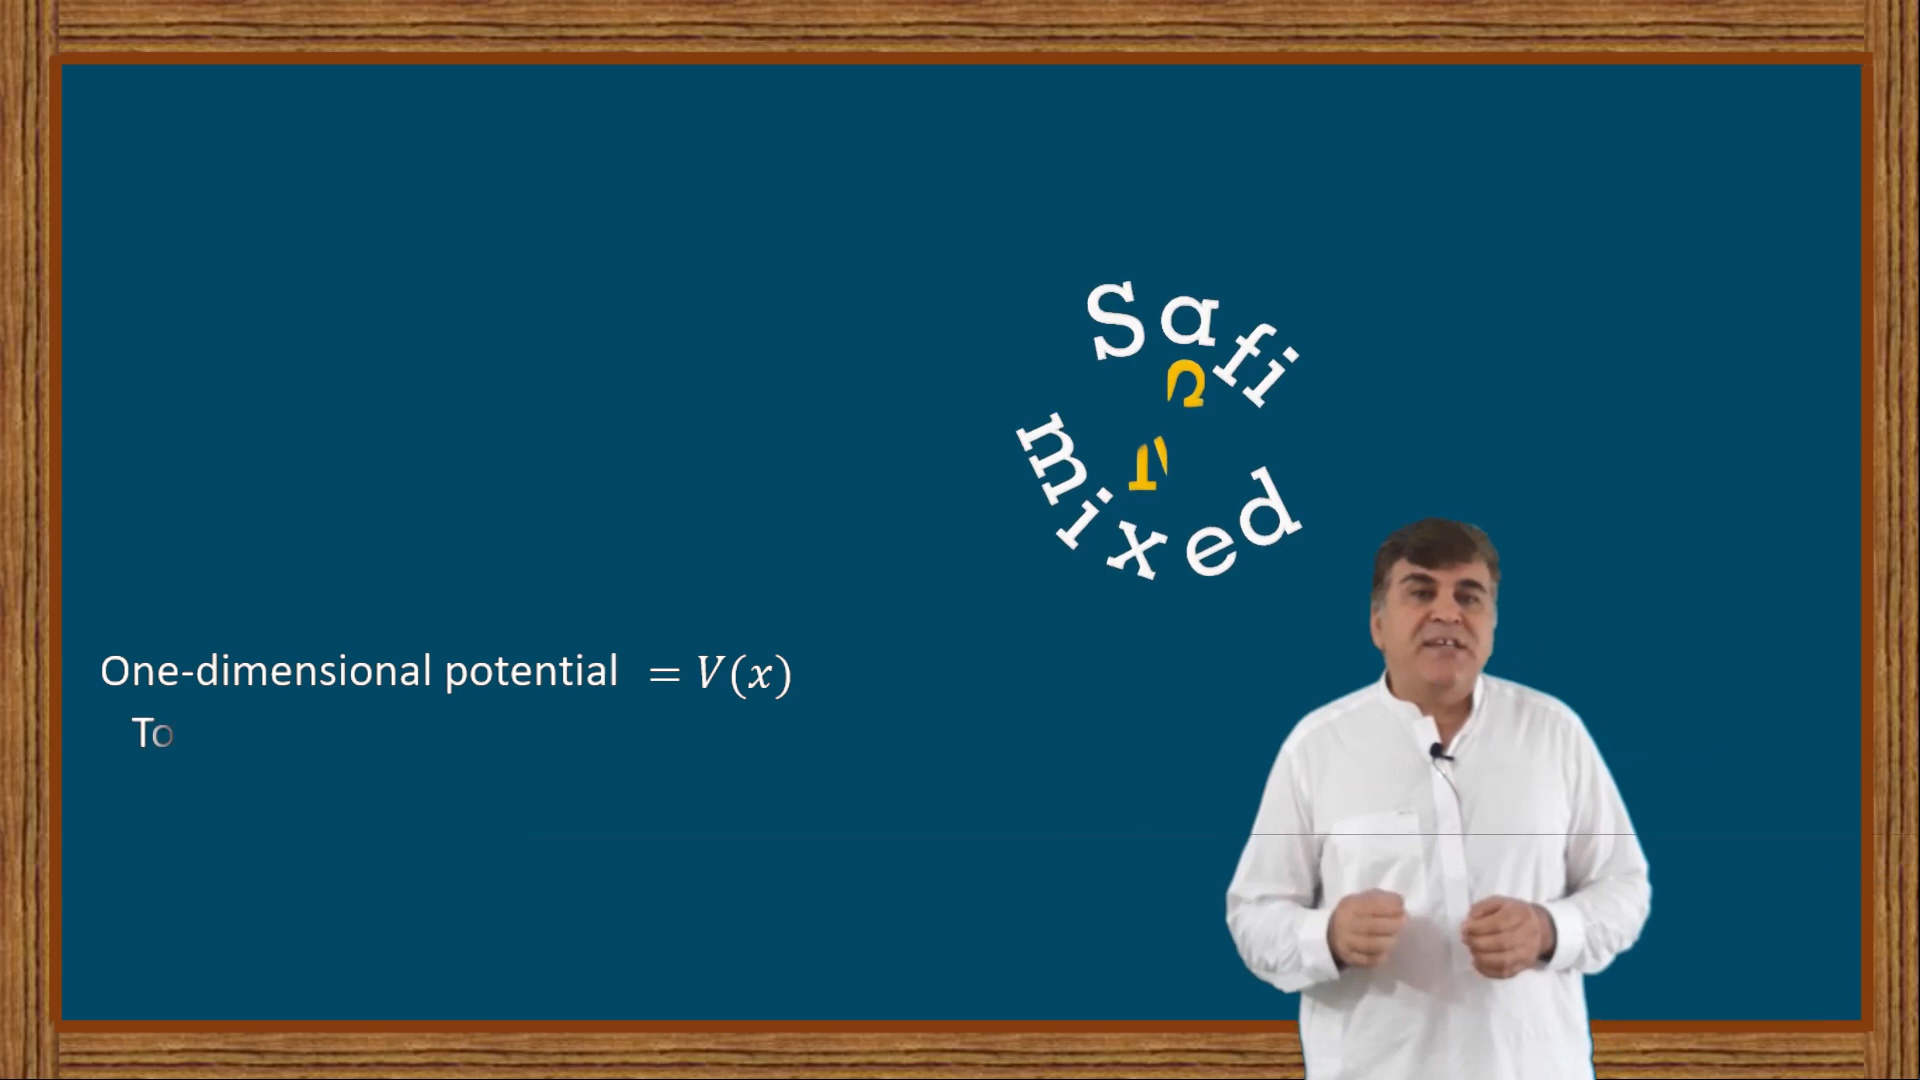 Safi
mixed
One-dimensional potential = V(x)
To